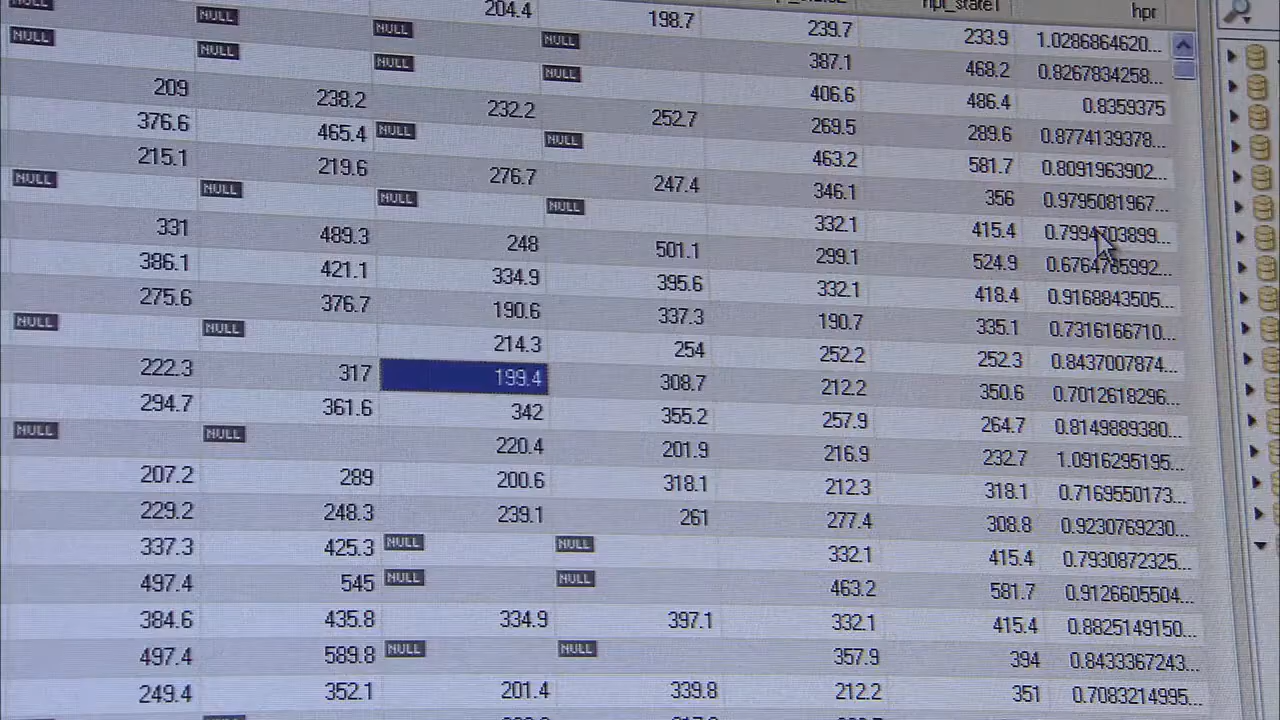 hpi_state1 hpr
204.4 198.7 239.7 233.9 1.0286864620...
NULL NULL NULL NULL 387.1 468.2 0.8267834258...
NULL NULL NULL NULL 406.6 486.4 0.8359375
209 238.2 232.2 252.7 269.5 289.6 0.8774139378...
376.6 465.4 NULL NULL 463.2 581.7 0.8091963902...
215.1 219.6 276.7 247.4 346.1 356 0.9795081967...
NULL NULL NULL NULL 332.1 415.4 0.7994703899...
331 489.3 248 501.1 299.1 524.9 0.6764785992...
386.1 421.1 334.9 395.6 332.1 418.4 0.9168843505...
275.6 376.7 190.6 337.3 190.7 335.1 0.7316166710...
NULL NULL 214.3 254 252.2 252.3 0.8437007874...
222.3 317 199.4 308.7 212.2 350.6 0.7012618296...
294.7 361.6 342 355.2 257.9 264.7 0.8149889380...
NULL NULL 220.4 201.9 216.9 232.7 1.0916295195...
207.2 289 200.6 318.1 212.3 318.1 0.7169550173...
229.2 248.3 239.1 261 277.4 308.8 0.9230769230...
337.3 425.3 NULL NULL 332.1 415.4 0.7930872325...
497.4 545 NULL NULL 463.2 581.7 0.9126605504...
384.6 435.8 334.9 397.1 332.1 415.4 0.8825149150...
497.4 589.8 NULL NULL 357.9 394 0.8433367243...
249.4 352.1 201.4 339.8 212.2 351 0.7083214995...